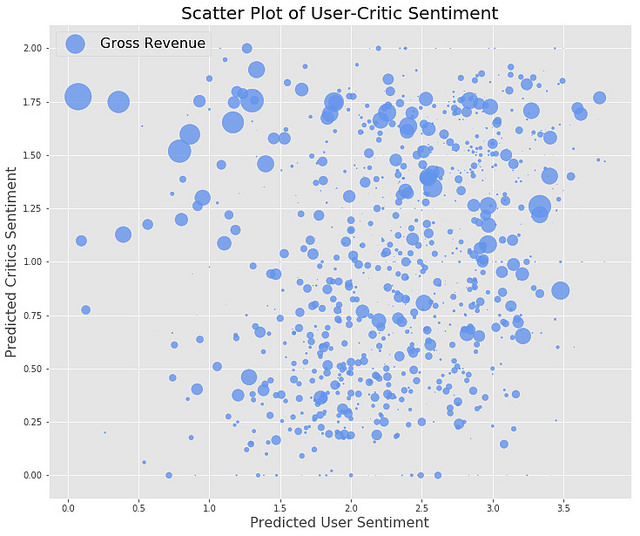 Scatter Plot of User-Critic Sentiment
Gross Revenue
Predicted Critics Sentiment
2.00
1.75
1.50
1.25
1.00
0.75
0.50
0.25
0.00
0.0 0.5 1.0 1.5 2.0 2.5 3.0 3.5
Predicted User Sentiment